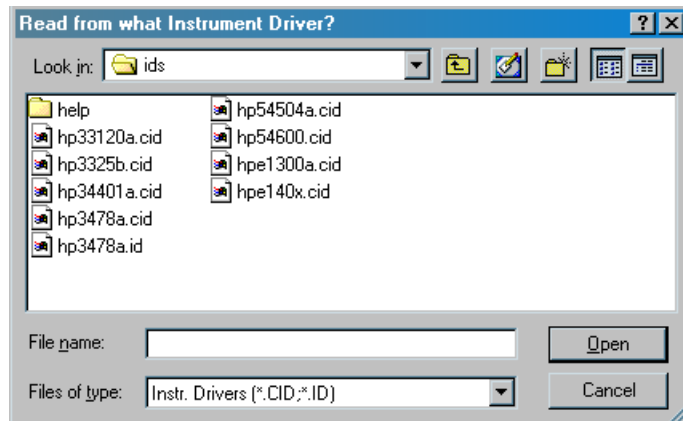 Read from what Instrument Driver?
Look in: ids
help hp54504a.cid
hp33120a.cid hp54600.cid
hp3325b.cid hpe1300a.cid
hp34401a.cid hpe140x.cid
hp3478a.cid
hp3478a.id
File name: Open
Files of type: Instr. Drivers (*.CID;*.ID) Cancel